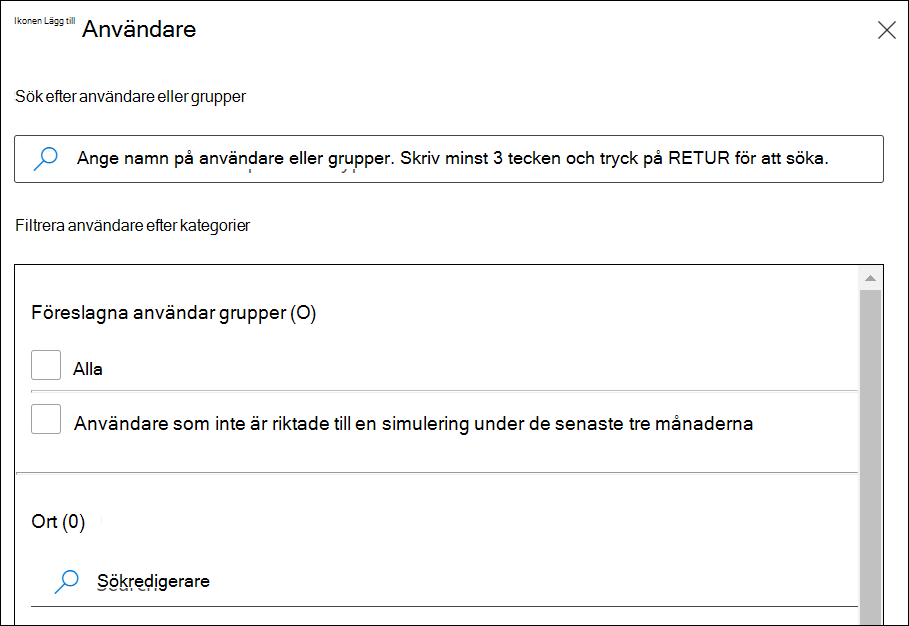 Ikonen Lägg till
Användare
Sök efter användare eller grupper
Ange namn på användare eller grupper. Skriv minst 3 tecken och tryck på RETUR för att söka.
Filtrera användare efter kategorier
Föreslagna användar grupper (O)
Alla
Användare som inte är riktade till en simulering under de senaste tre månaderna
Ort (0)
Sökredigerare